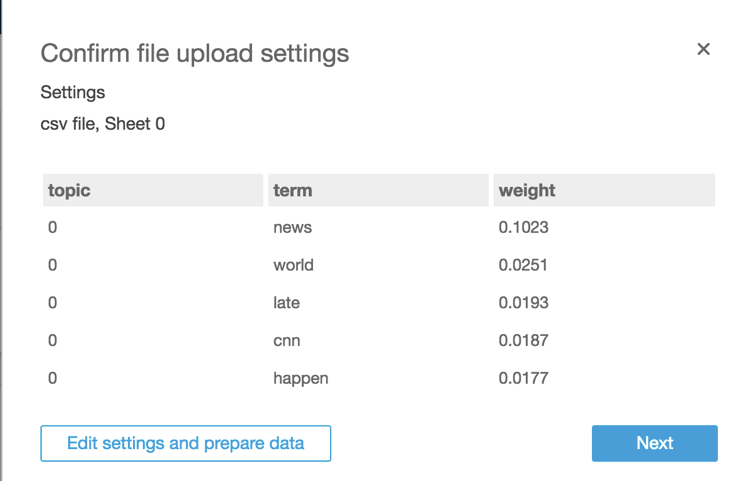 Confirm file upload settings
Settings
csv file, Sheet 0
topic term weight
0 news 0.1023
0 world 0.0251
0 late 0.0193
0 cnn 0.0187
0 happen 0.0177
Edit settings and prepare data Next